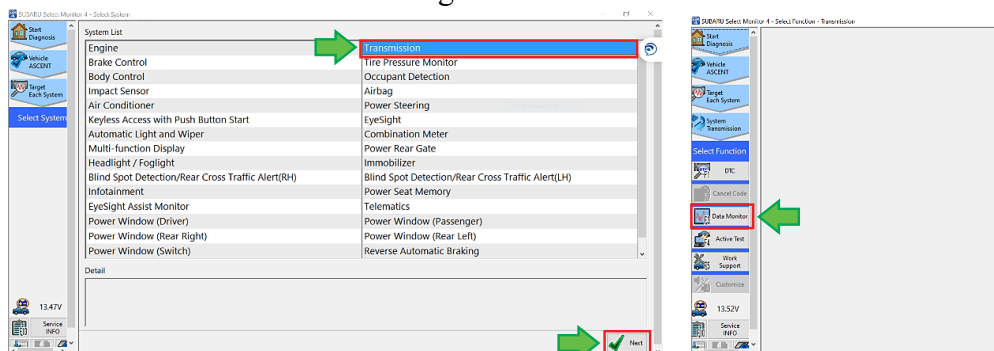 SUBARU Select Monitor 4 - Select System
Start
Diagnosis
Vehicle
ASCENT
Target
Each System
Select System
13.47V
Service
INFO
System List
Engine
Transmission
Brake Control
Tire Pressure Monitor
Body Control
Occupant Detection
Impact Sensor
Airbag
Air Conditioner
Power Steering
Keyless Access with Push Button Start
EyeSight
Automatic Light and Wiper
Combination Meter
Multi-function Display
Power Rear Gate
Headlight / Foglight
Immobilizer
Blind Spot Detection/Rear Cross Traffic Alert(RH)
Blind Spot Detection/Rear Cross Traffic Alert(LH)
Infotainment
Power Seat Memory
EyeSight Assist Monitor
Telematics
Power Window (Driver)
Power Window (Passenger)
Power Window (Rear Right)
Power Window (Rear Left)
Power Window (Switch)
Reverse Automatic Braking
Detail
Next
SUBARU Select Monitor 4 - Select Function - Transmission
Start
Diagnosis
Vehicle
ASCENT
Target
Each System
System
Transmission
Select Function
DTC
Cancel Code
Data Monitor
Active Test
Work
Support
Customize
13.52V
Service
INFO